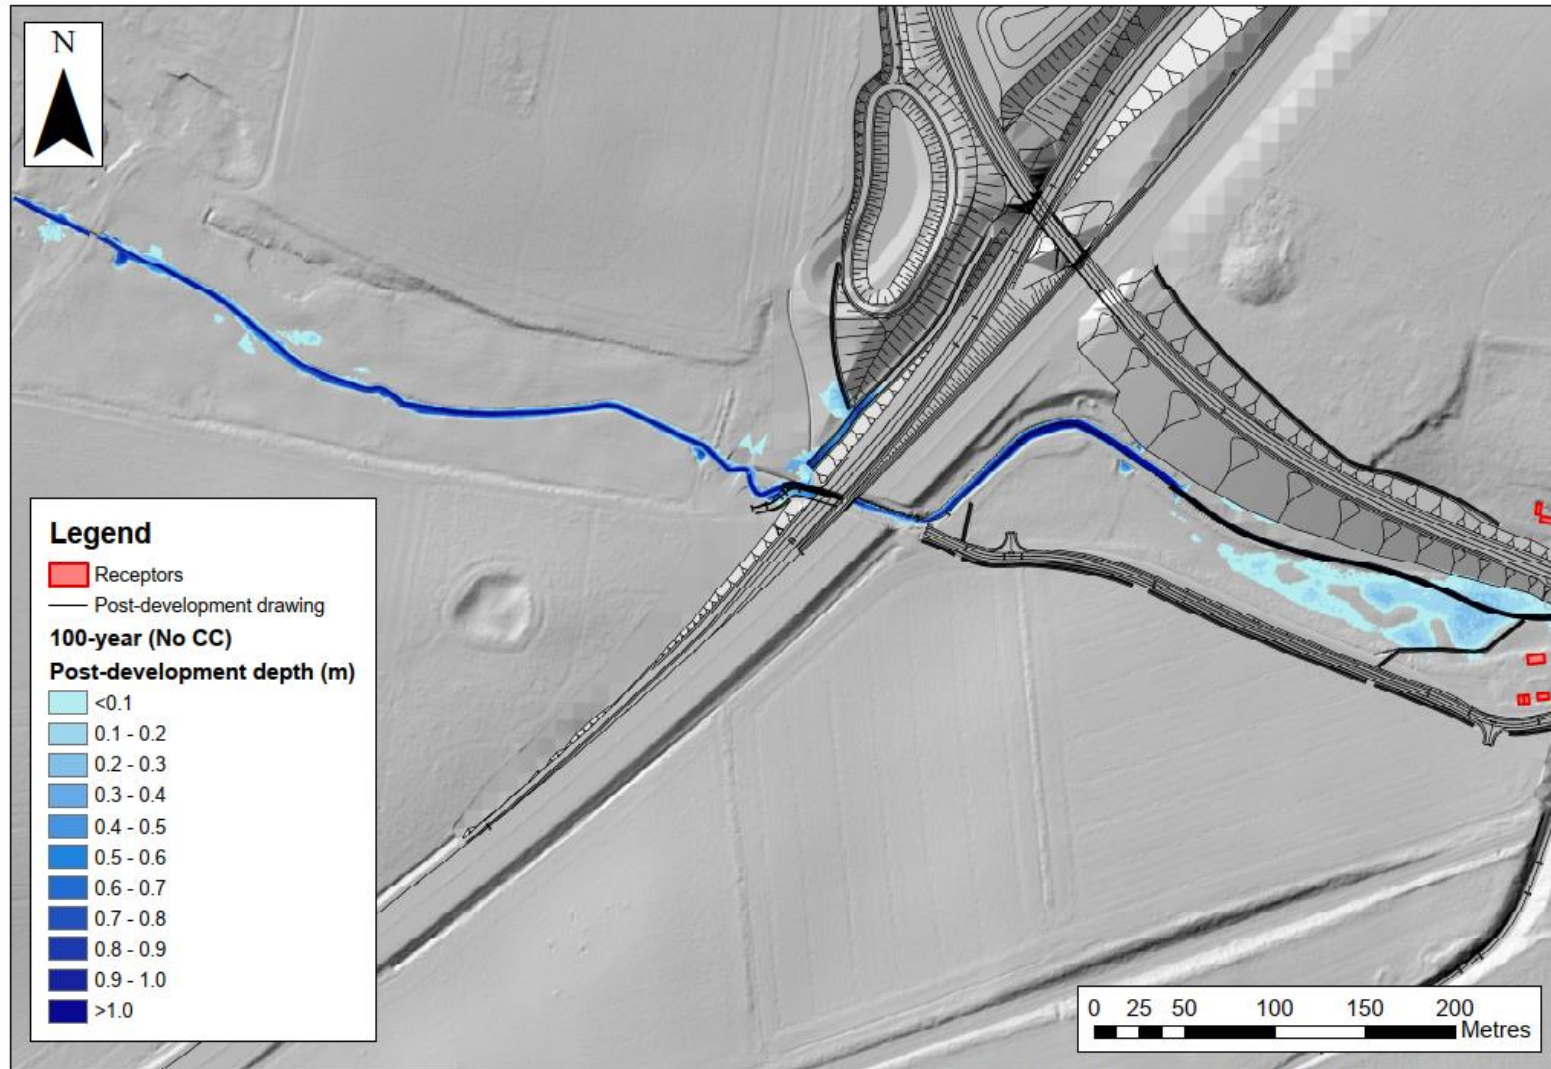 N
Legend
Receptors
Post-development drawing
100-year (No CC)
Post-development depth (m)
<0.1
0.1 - 0.2
0.2 - 0.3
0.3 - 0.4
0.4 - 0.5
0.5 - 0.6
0.6 - 0.7
0.7 - 0.8
0.8 - 0.9
0.9 - 1.0
>1.0
0 25 50 100 150 200
Metres